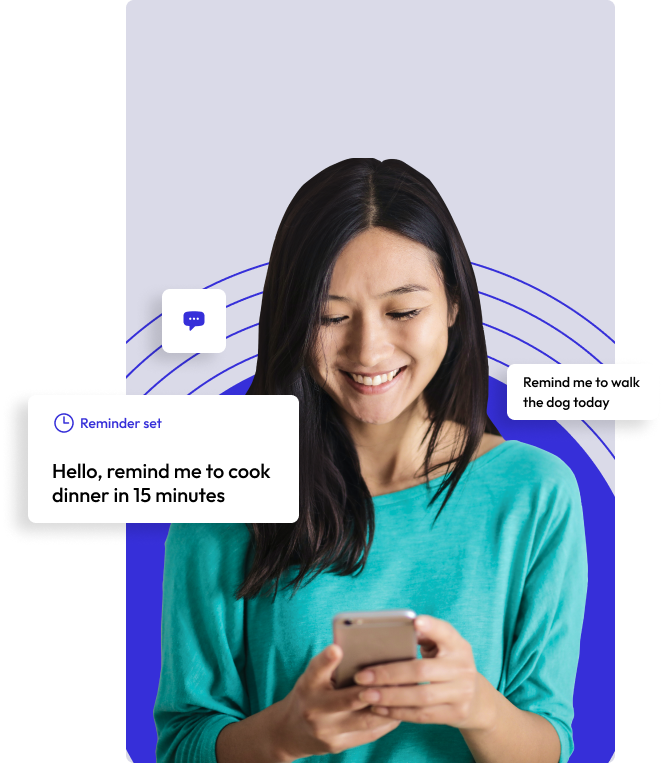 Remind me to walk
the dog today
Reminder set
Hello, remind me to cook
dinner in 15 minutes